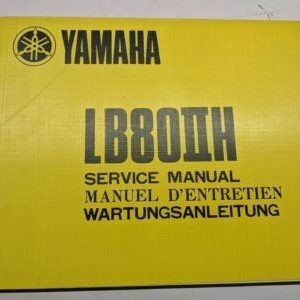 YAMAHA
LB80IIH
SERVICE MANUAL
MANUEL D'ENTRETIEN
WARTUNGSANLEITUNG